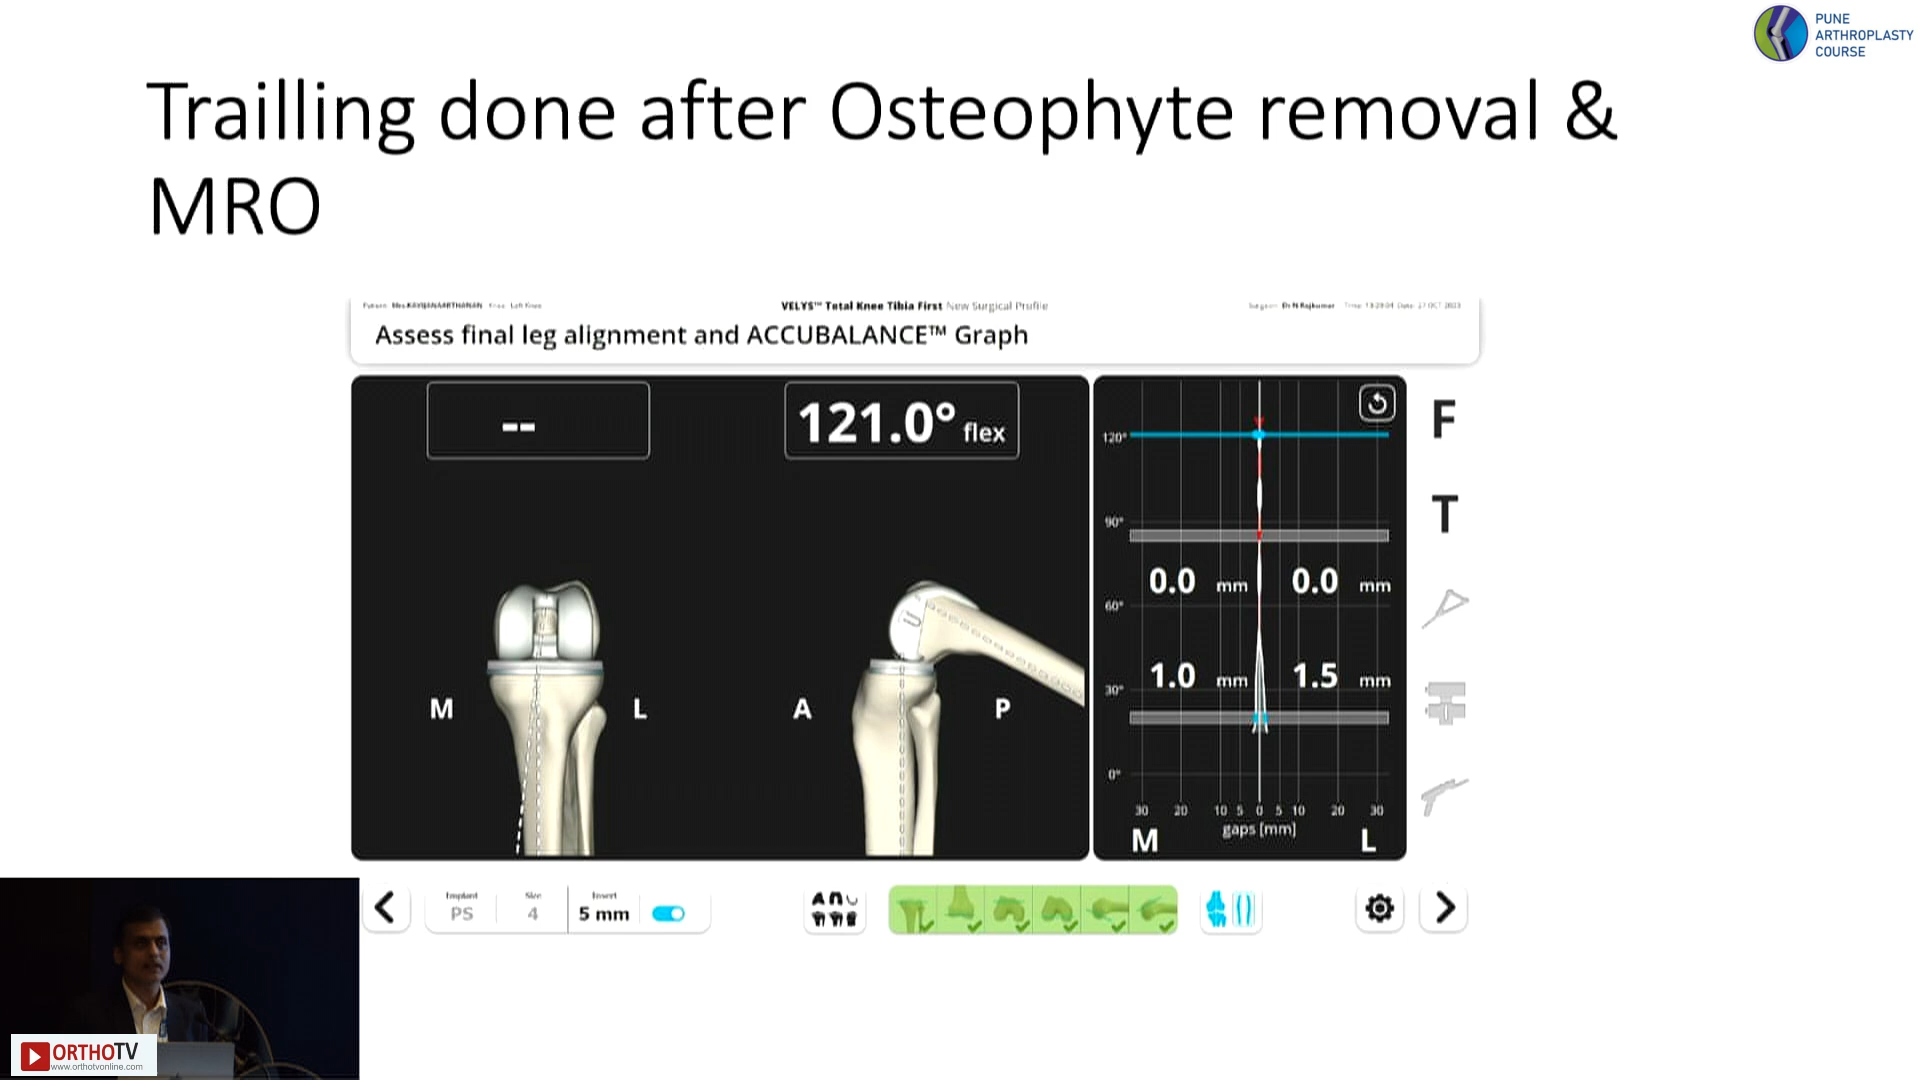 PUNE
ARTHROPLASTY
COURSE
Trailling done after Osteophyte removal &
MRO
VELYS™ Total Knee Tibia First New Surgical Profile
Assess final leg alignment and ACCUBALANCE™ Graph
--
121.0° flex
M
L
A
P
120°
90°
0.0 mm 0.0 mm
60°
1.0 mm 1.5 mm
30°
0°
30 20 10 5 0 5 10 20 30
gaps [mm]
M L
F
T
Implant Size Insert
PS 4 5 mm
ORTHOTV
www.orthotvonline.com